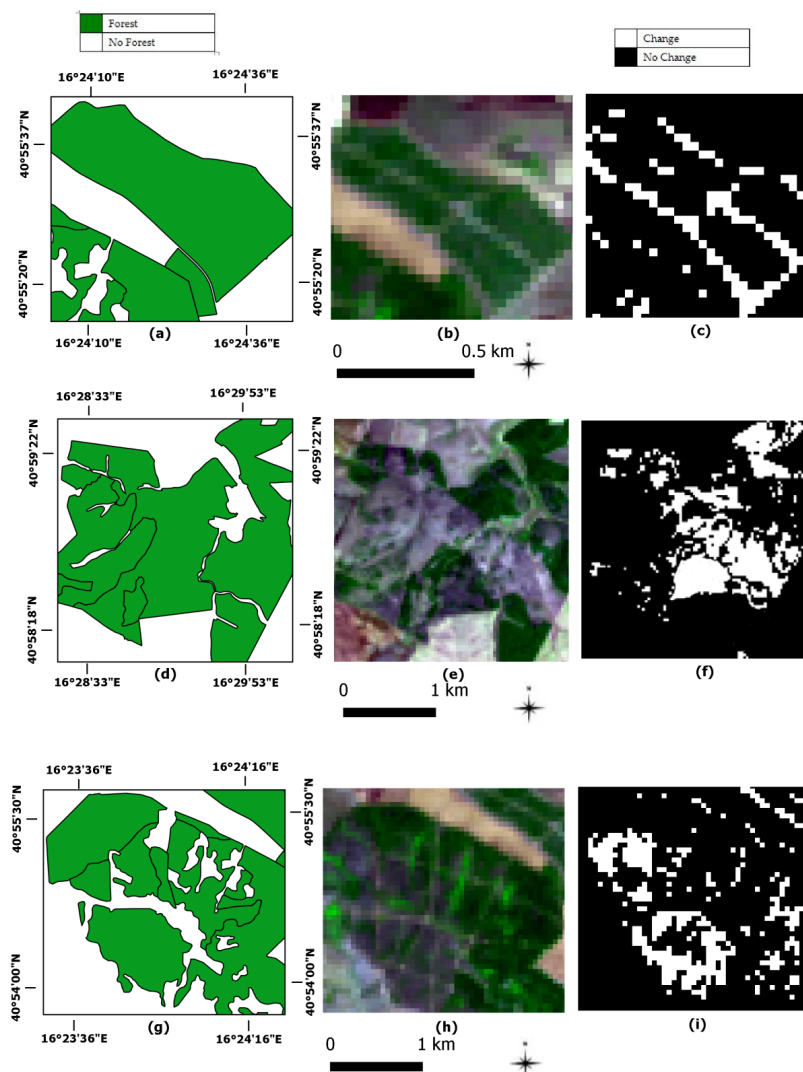 Forest
No Forest
Change
No Change
16°24'10"E
16°24'36"E
40°55'37"N
40°55'20"N
40°55'37"N
40°55'20"N
(a)
(b)
(c)
16°24'10"E
16°24'36"E
0
0.5 km
N
16°28'33"E
16°29'53"E
40°59'22"N
40°58'18"N
40°59'22"N
40°58'18"N
(d)
(e)
(f)
16°28'33"E
16°29'53"E
0
1 km
N
16°23'36"E
16°24'16"E
40°55'30"N
40°54'00"N
40°55'30"N
40°54'00"N
(g)
(h)
(i)
16°23'36"E
16°24'16"E
0
1 km
N